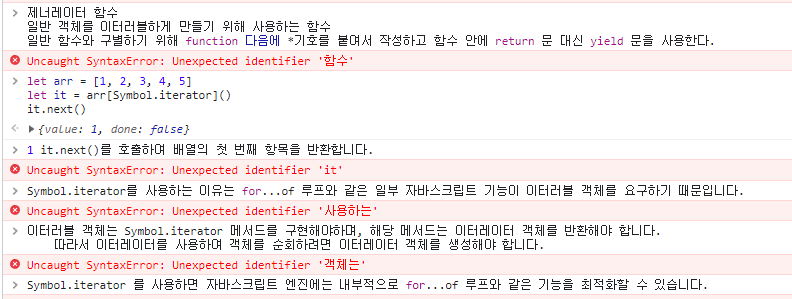 제너레이터 함수
일반 객체를 이터러블하게 만들기 위해 사용하는 함수
일반 함수와 구별하기 위해 function 다음에 *기호를 붙여서 작성하고 함수 안에 return 문 대신 yield 문을 사용한다.
Uncaught SyntaxError: Unexpected identifier '함수'
let arr = [1, 2, 3, 4, 5]
let it = arr[Symbol.iterator]()
it.next()
{value: 1, done: false}
1 it.next()를 호출하여 배열의 첫 번째 항목을 반환합니다.
Uncaught SyntaxError: Unexpected identifier 'it'
Symbol.iterator를 사용하는 이유는 for...of 루프와 같은 일부 자바스크립트 기능이 이터러블 객체를 요구하기 때문입니다.
Uncaught SyntaxError: Unexpected identifier '사용하는'
이터러블 객체는 Symbol.iterator 메서드를 구현해야하며, 해당 메서드는 이터레이터 객체를 반환해야 합니다.
따라서 이터레이터를 사용하여 객체를 순회하려면 이터레이터 객체를 생성해야 합니다.
Uncaught SyntaxError: Unexpected identifier '객체는'
Symbol.iterator 를 사용하면 자바스크립트 엔진에는 내부적으로 for...of 루프와 같은 기능을 최적화할 수 있습니다.